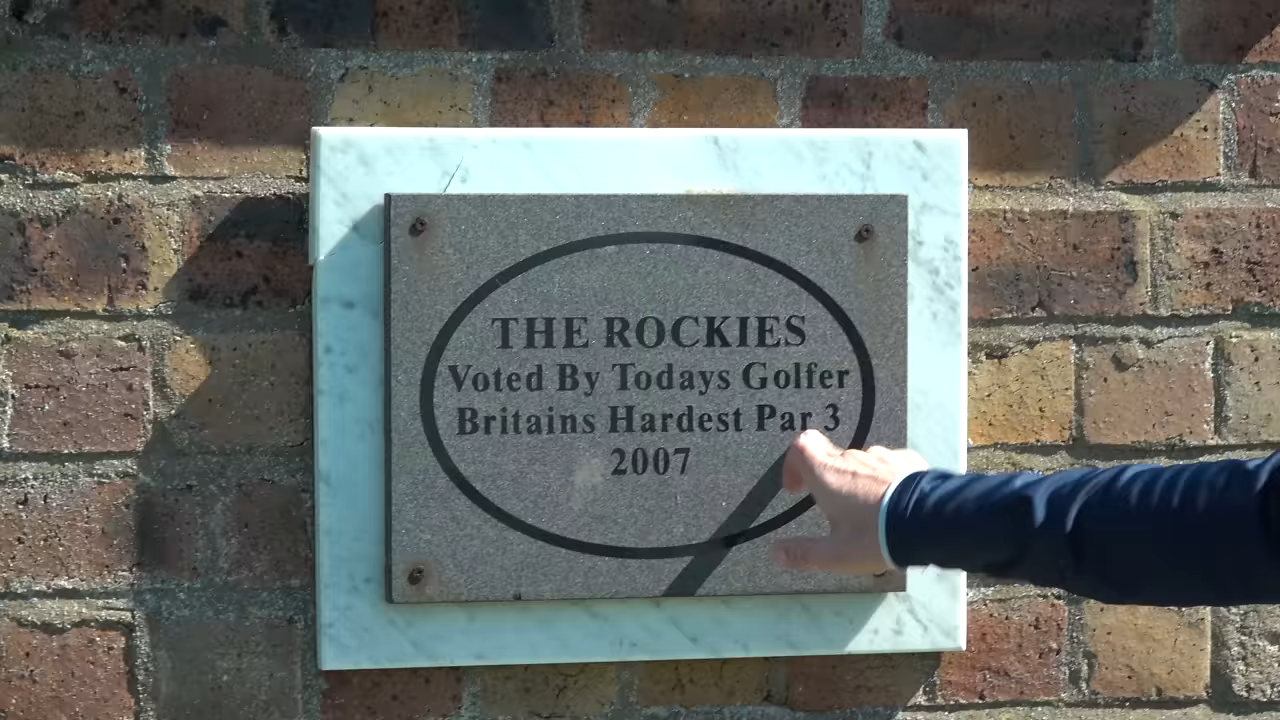 THE ROCKIES
Voted By Todays Golfer
Britains Hardest Par 3
2007